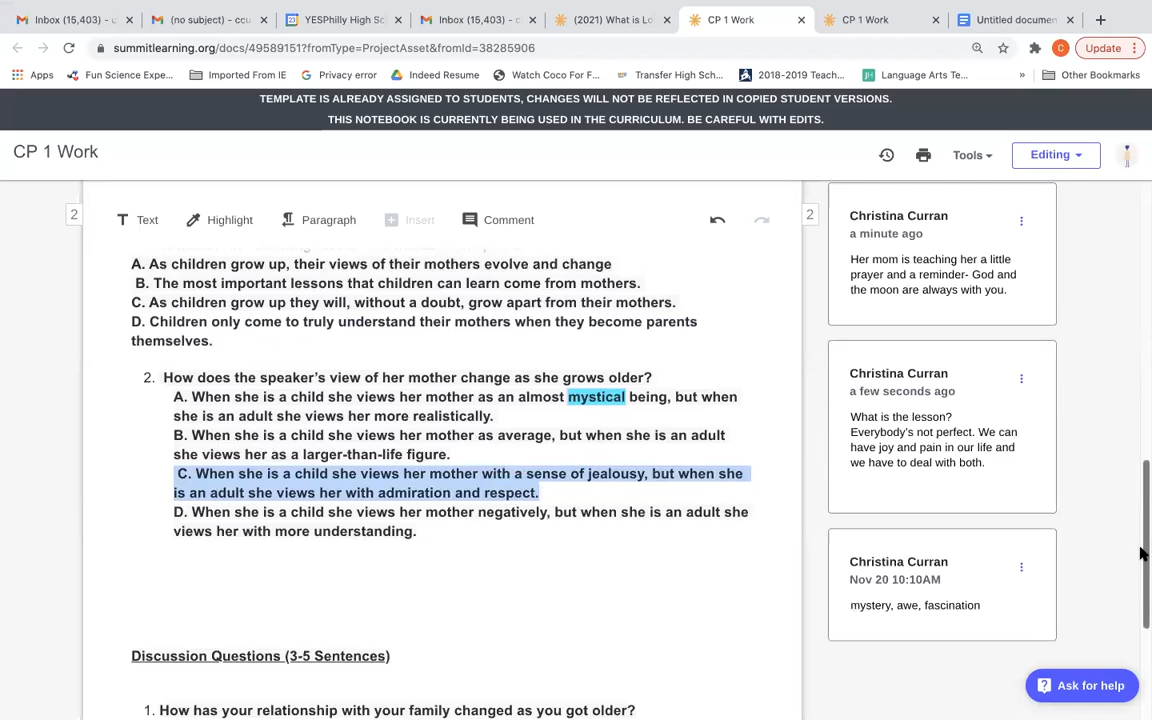 Inbox (15,403) - c
(no subject) - ccu
YESPhilly High Sc
Inbox (15,403) - c
(2021) What is Lo
CP 1 Work
CP 1 Work
Untitled documen
summitlearning.org/docs/49589151?fromType=ProjectAsset&fromId=38285906
Update
Apps
Fun Science Expe...
Imported From IE
Privacy error
Indeed Resume
Watch Coco For F...
Transfer High Sch...
2018-2019 Teach...
Language Arts Te...
»
Other Bookmarks
TEMPLATE IS ALREADY ASSIGNED TO STUDENTS, CHANGES WILL NOT BE REFLECTED IN COPIED STUDENT VERSIONS.
THIS NOTEBOOK IS CURRENTLY BEING USED IN THE CURRICULUM. BE CAREFUL WITH EDITS.
CP 1 Work
Tools
Editing
2
Text
Highlight
Paragraph
Insert
Comment
2
A. As children grow up, their views of their mothers evolve and change
B. The most important lessons that children can learn come from mothers.
C. As children grow up they will, without a doubt, grow apart from their mothers.
D. Children only come to truly understand their mothers when they become parents
themselves.
2. How does the speaker's view of her mother change as she grows older?
A. When she is a child she views her mother as an almost mystical being, but when
she is an adult she views her more realistically.
B. When she is a child she views her mother as average, but when she is an adult
she views her as a larger-than-life figure.
C. When she is a child she views her mother with a sense of jealousy, but when she
is an adult she views her with admiration and respect.
D. When she is a child she views her mother negatively, but when she is an adult she
views her with more understanding.
Discussion Questions (3-5 Sentences)
1. How has your relationship with your family changed as you got older?
Christina Curran
a minute ago
Her mom is teaching her a little
prayer and a reminder- God and
the moon are always with you.
Christina Curran
a few seconds ago
What is the lesson?
Everybody's not perfect. We can
have joy and pain in our life and
we have to deal with both.
Christina Curran
Nov 20 10:10AM
mystery, awe, fascination
Ask for help